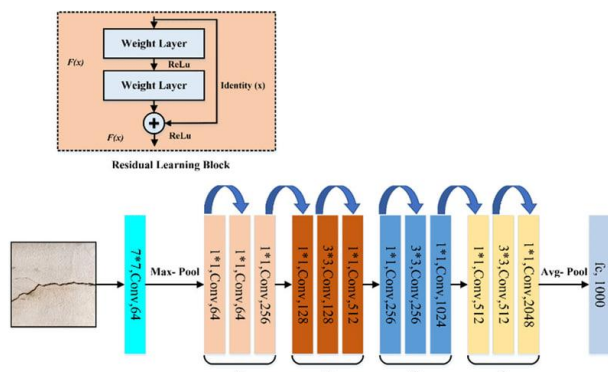 Weight Layer
F(x)
ReLu
Weight Layer
Identity (x)
F(x)
ReLu
Residual Learning Block
7*7,Conv,64
Max- Pool
1*1,Conv,64
1*1,Conv,64
1*1,Conv,256
1*1,Conv,128
3*3,Conv,128
1*1,Conv,512
1*1,Conv,256
3*3,Conv,256
1*1,Conv,1024
1*1,Conv,512
3*3,Conv,512
1*1,Conv,2048
Avg- Pool
fc, 1000